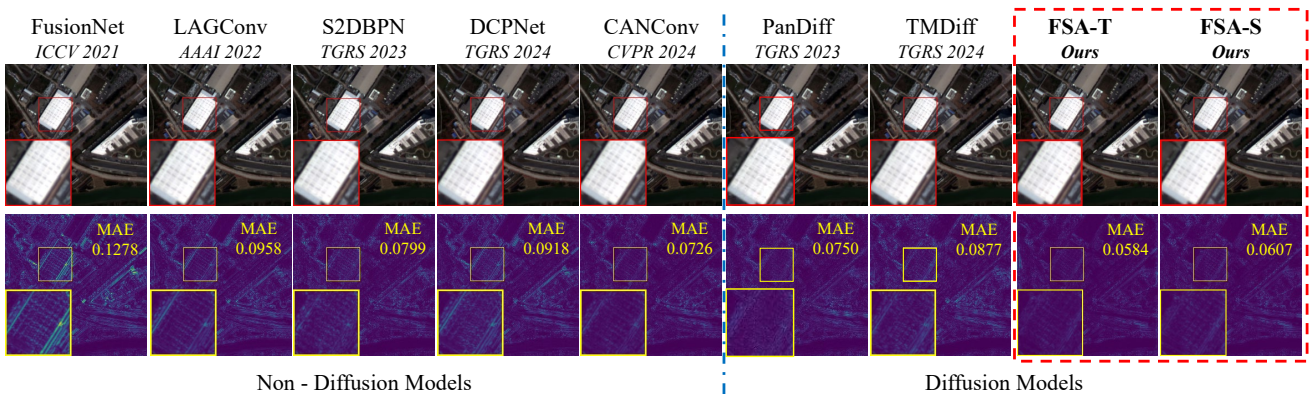 FusionNet LAGConv S2DBPN DCPNet CANConv PanDiff TMDiff FSA-T FSA-S
ICCV 2021 AAAI 2022 TGRS 2023 TGRS 2024 CVPR 2024 TGRS 2023 TGRS 2024 Ours Ours
MAE MAE MAE MAE MAE MAE MAE MAE MAE
0.1278 0.0958 0.0799 0.0918 0.0726 0.0750 0.0877 0.0584 0.0607
Non - Diffusion Models Diffusion Models